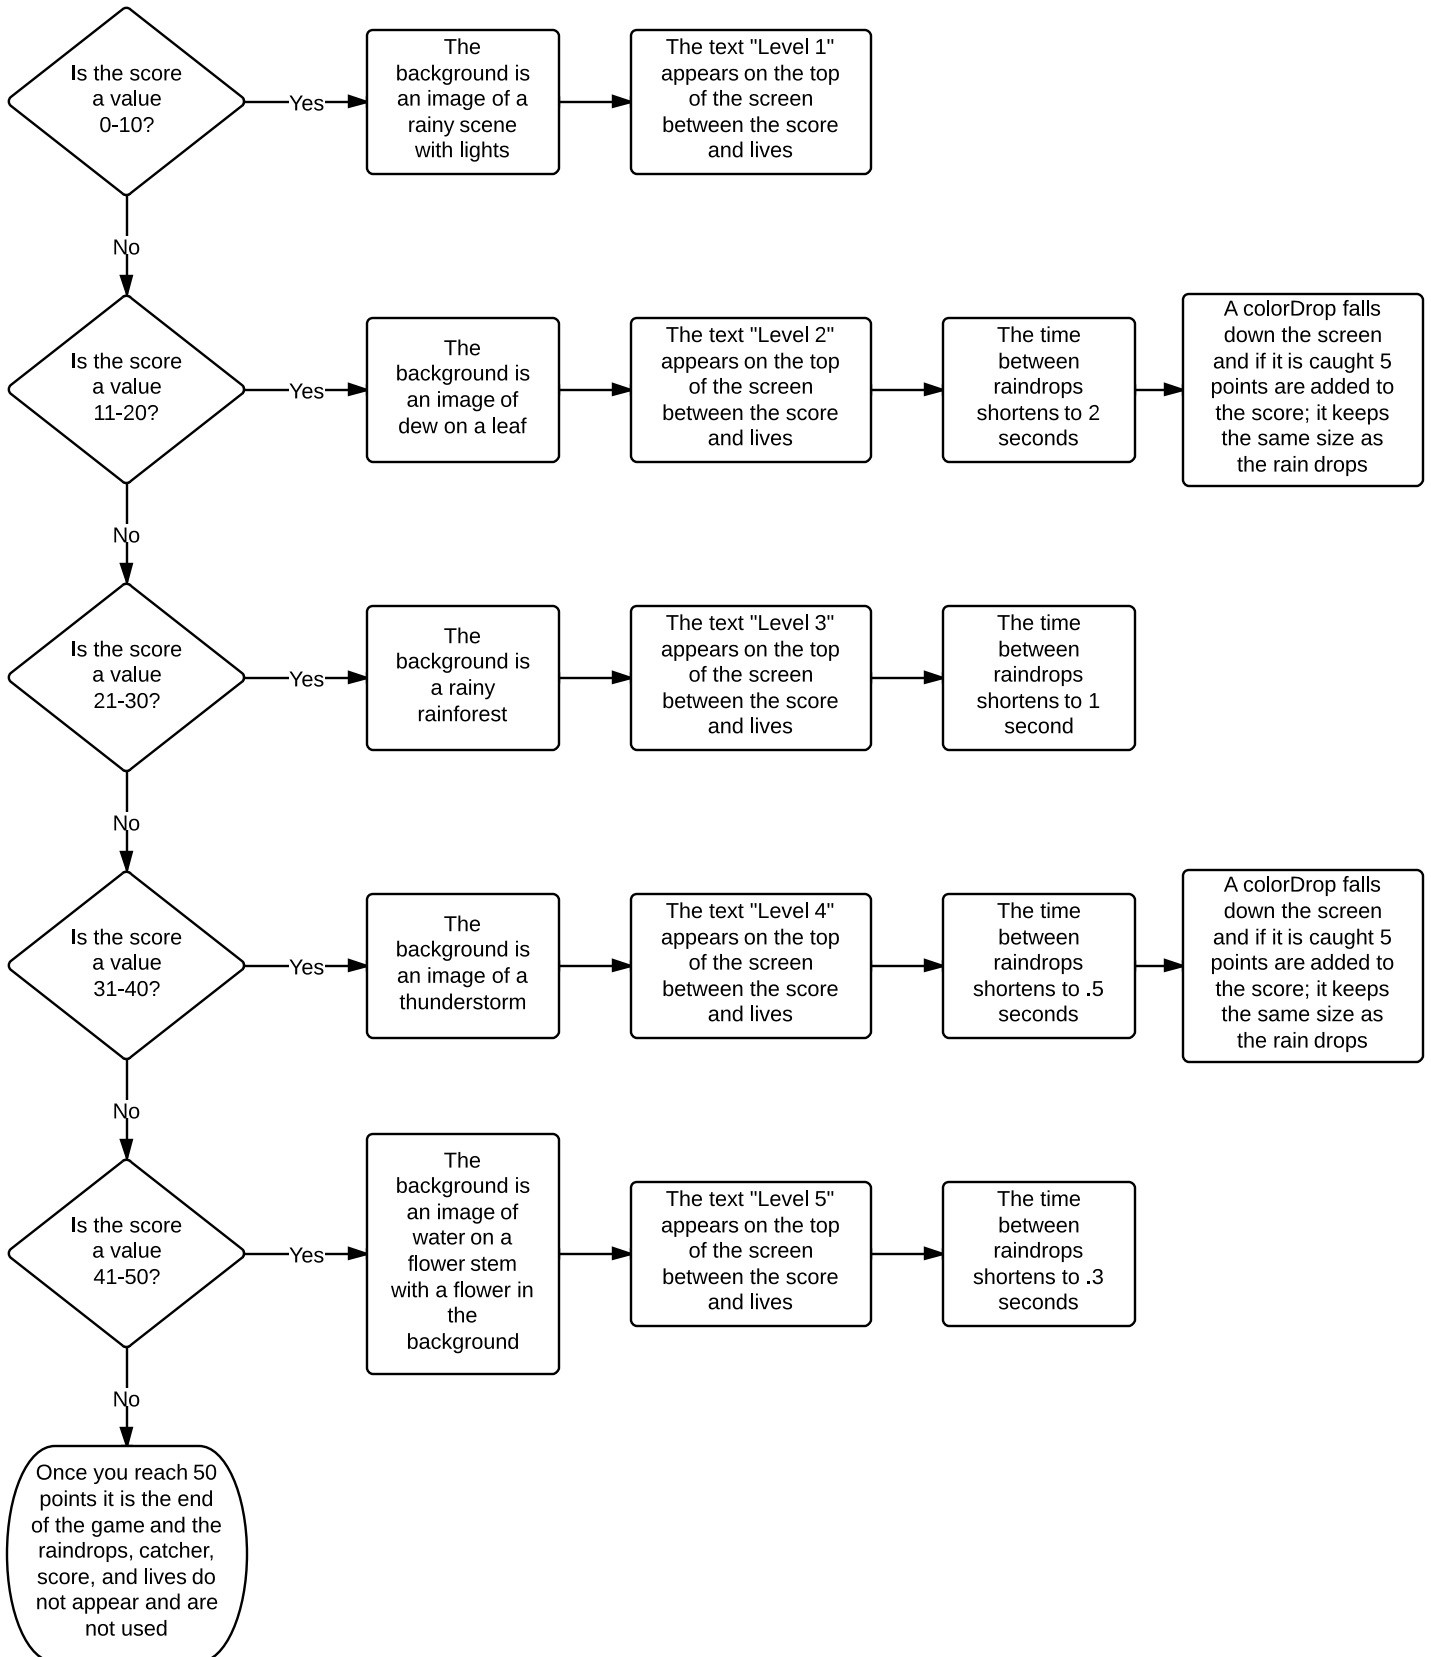 Is the score
a value
0-10?
Yes
The
background is
an image of a
rainy scene
with lights
The text "Level 1"
appears on the top
of the screen
between the score
and lives
No
Is the score
a value
11-20?
Yes
The
background is
an image of
dew on a leaf
The text "Level 2"
appears on the top
of the screen
between the score
and lives
The time
between
raindrops
shortens to 2
seconds
A colorDrop falls
down the screen
and if it is caught 5
points are added to
the score; it keeps
the same size as
the rain drops
No
Is the score
a value
21-30?
Yes
The
background is
a rainy
rainforest
The text "Level 3"
appears on the top
of the screen
between the score
and lives
The time
between
raindrops
shortens to 1
second
No
Is the score
a value
31-40?
Yes
The
background is
an image of a
thunderstorm
The text "Level 4"
appears on the top
of the screen
between the score
and lives
The time
between
raindrops
shortens to .5
seconds
A colorDrop falls
down the screen
and if it is caught 5
points are added to
the score; it keeps
the same size as
the rain drops
No
Is the score
a value
41-50?
Yes
The
background is
an image of
water on a
flower stem
with a flower in
the
background
The text "Level 5"
appears on the top
of the screen
between the score
and lives
The time
between
raindrops
shortens to .3
seconds
No
Once you reach 50
points it is the end
of the game and the
raindrops, catcher,
score, and lives do
not appear and are
not used